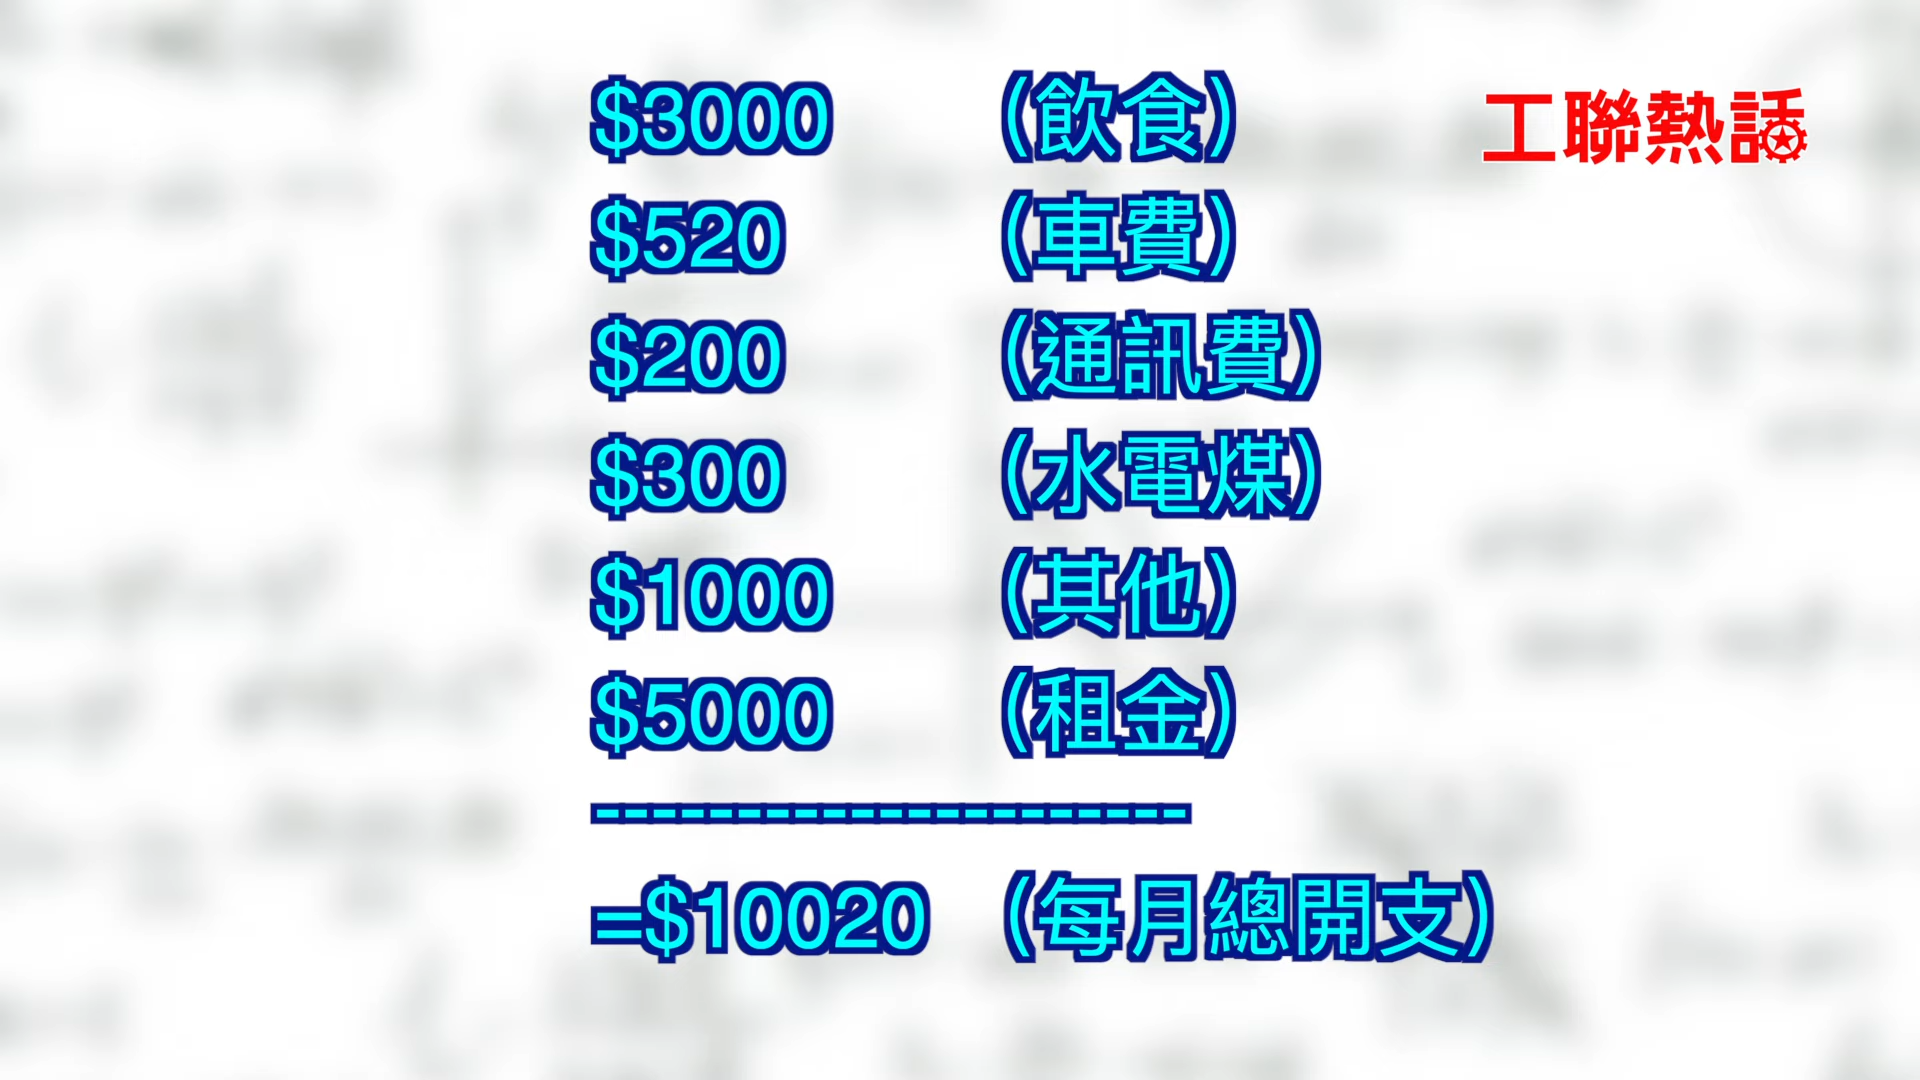 $3000 (飲食)
工聯熱話
$520 (車費)
$200 (通訊費)
$300 (水電煤)
$1000 (其他)
$5000 (租金)
---------------------
=$10020 (每月總開支)